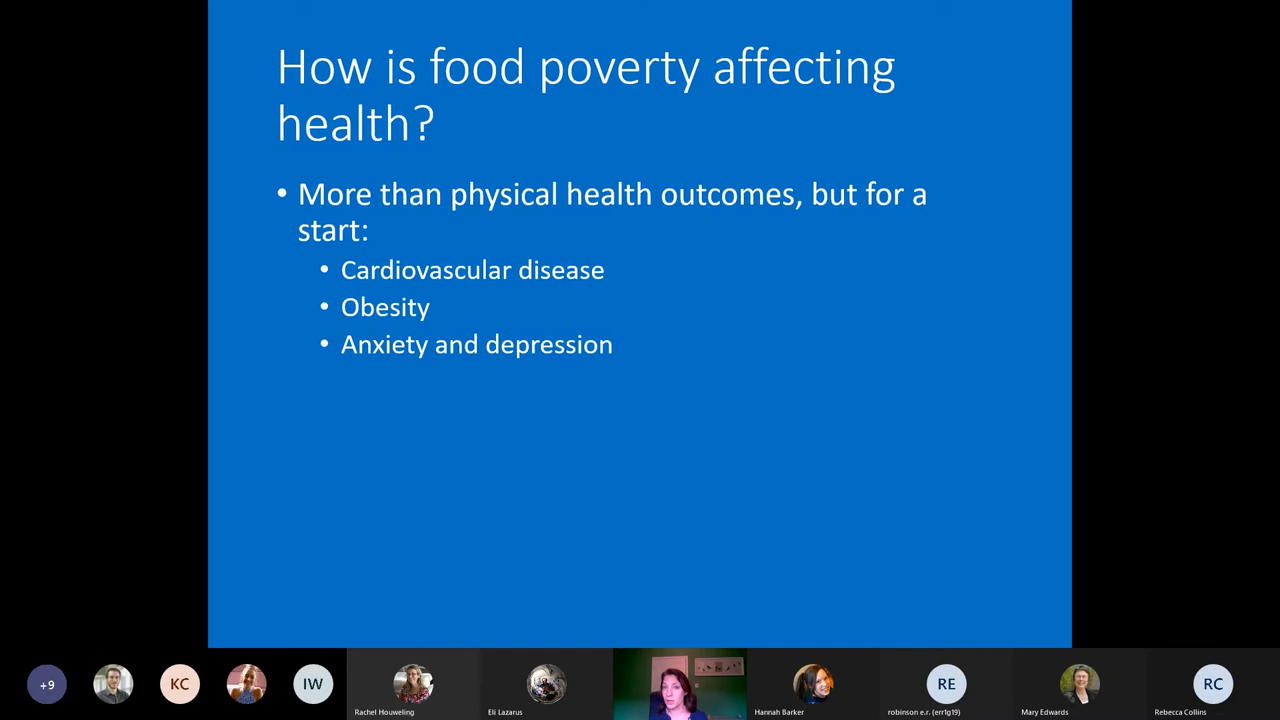 How is food poverty affecting
health?
• More than physical health outcomes, but for a
start:
• Cardiovascular disease
• Obesity
• Anxiety and depression
+9
KC
IW
Rachel Houweling
Eli Lazarus
Hannah Barker
RE
robinson e.r. (err1g19)
Mary Edwards
RC
Rebecca Collins